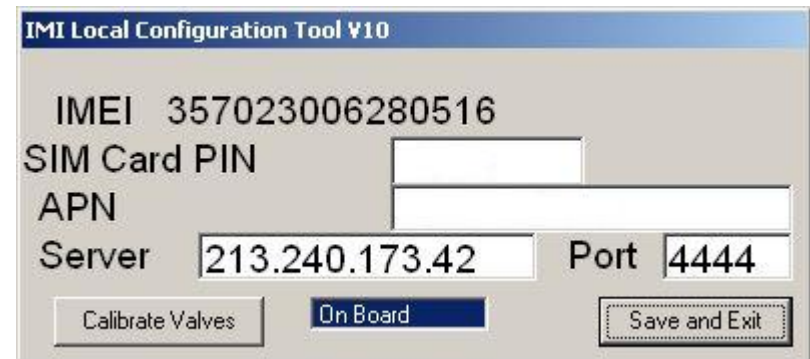 IMI Local Configuration Tool V10
IMEI 357023006280516
SIM Card PIN
APN
Server 213.240.173.42 Port 4444
Calibrate Valves On Board Save and Exit